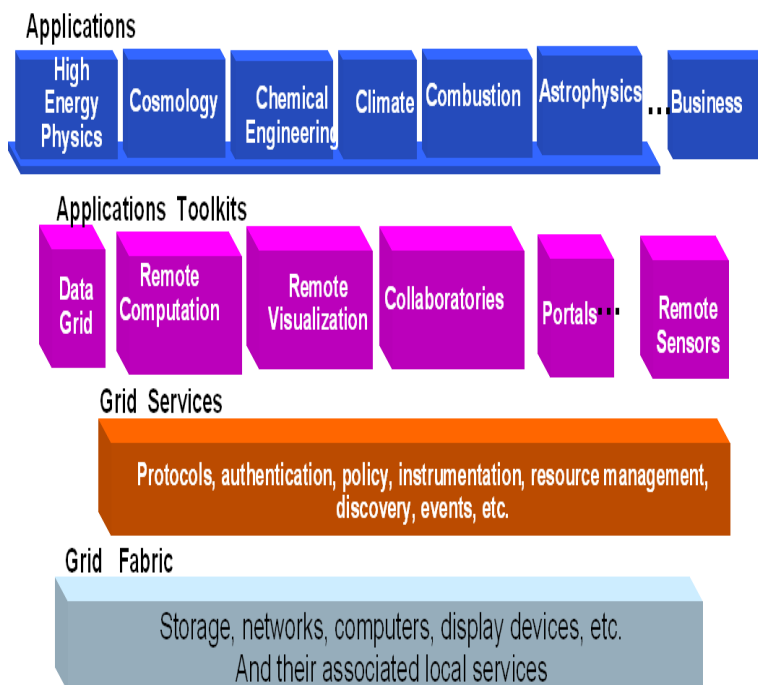 Applications
High
Energy
Physics
Cosmology
Chemical
Engineering
Climate
Combustion
Astrophysics
...
Business
Applications Toolkits
Data
Grid
Remote
Computation
Remote
Visualization
Collaboratories
Portals
...
Remote
Sensors
Grid Services
Protocols, authentication, policy, instrumentation, resource management,
discovery, events, etc.
Grid Fabric
Storage, networks, computers, display devices, etc.
And their associated local services